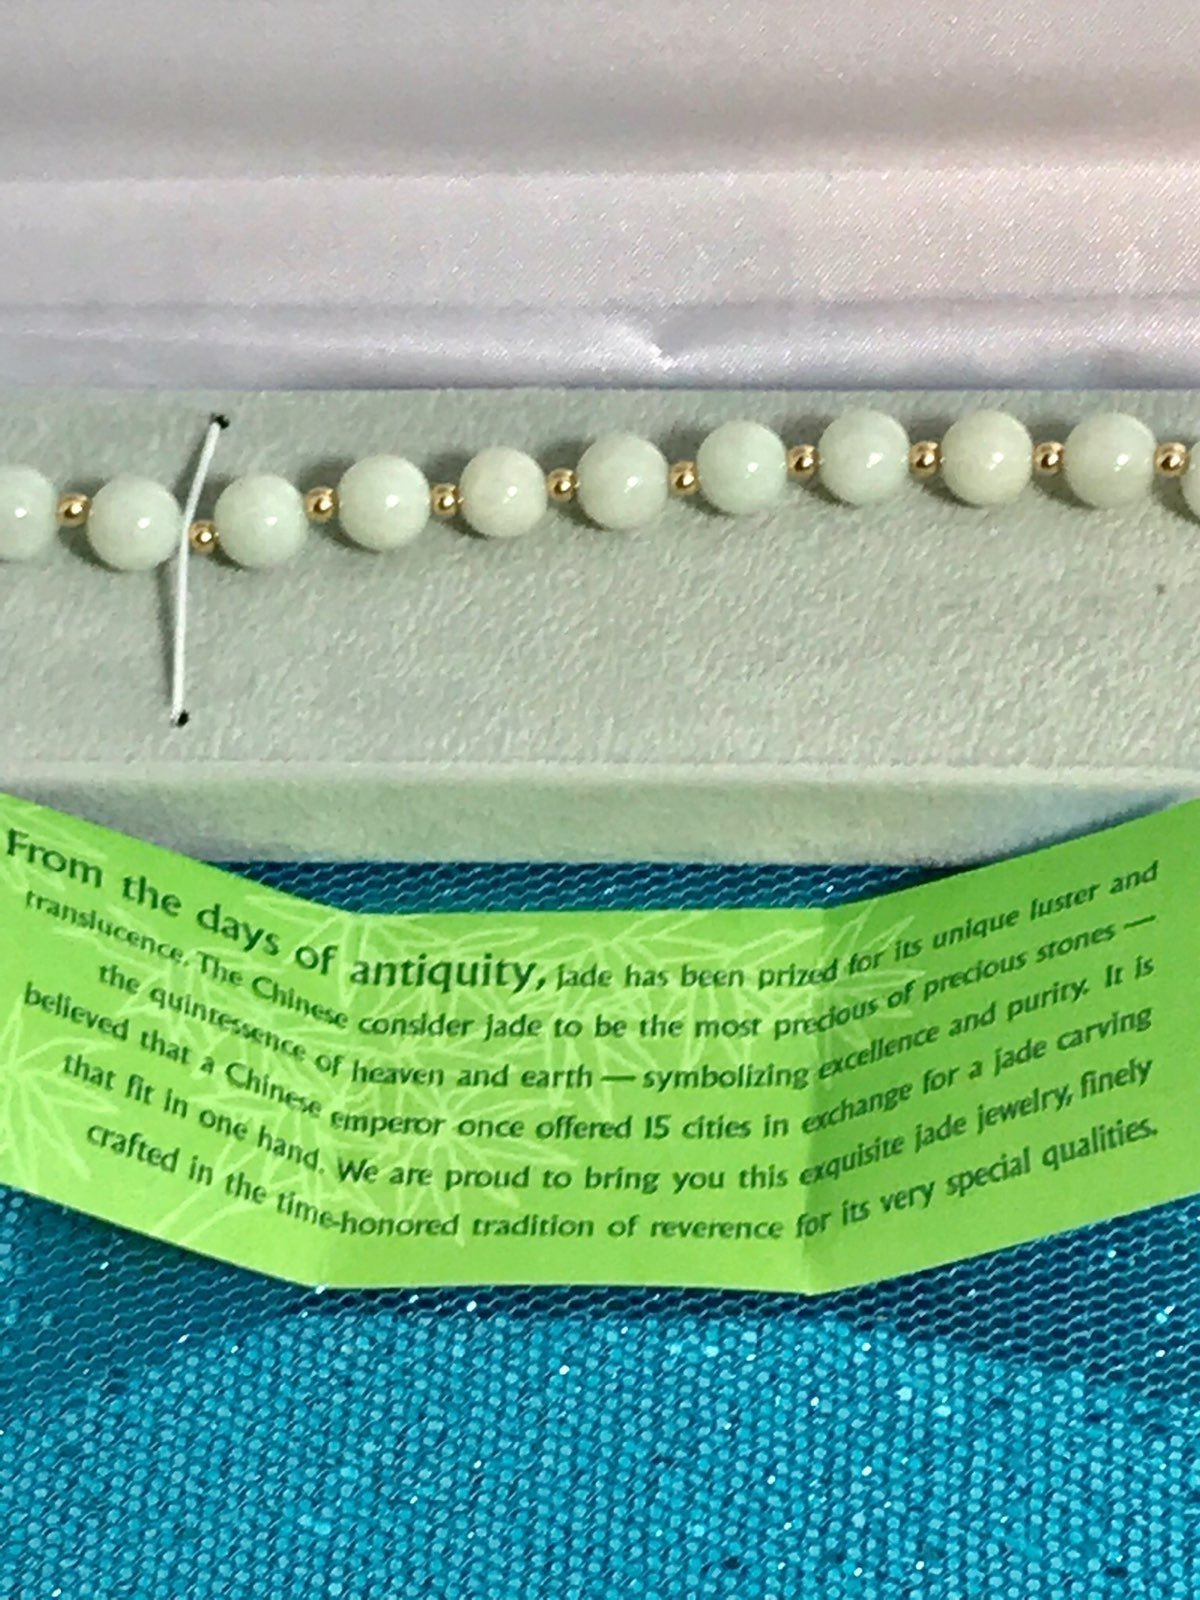 From the days of antiquity, jade has been prized for its unique luster and
translucence. The Chinese consider jade to be the most precious of precious stones —
the quintessence of heaven and earth — symbolizing excellence and purity. It is
believed that a Chinese emperor once offered 15 cities in exchange for a jade carving
that fit in one hand. We are proud to bring you this exquisite jade jewelry, finely
crafted in the time-honored tradition of reverence for its very special qualities.